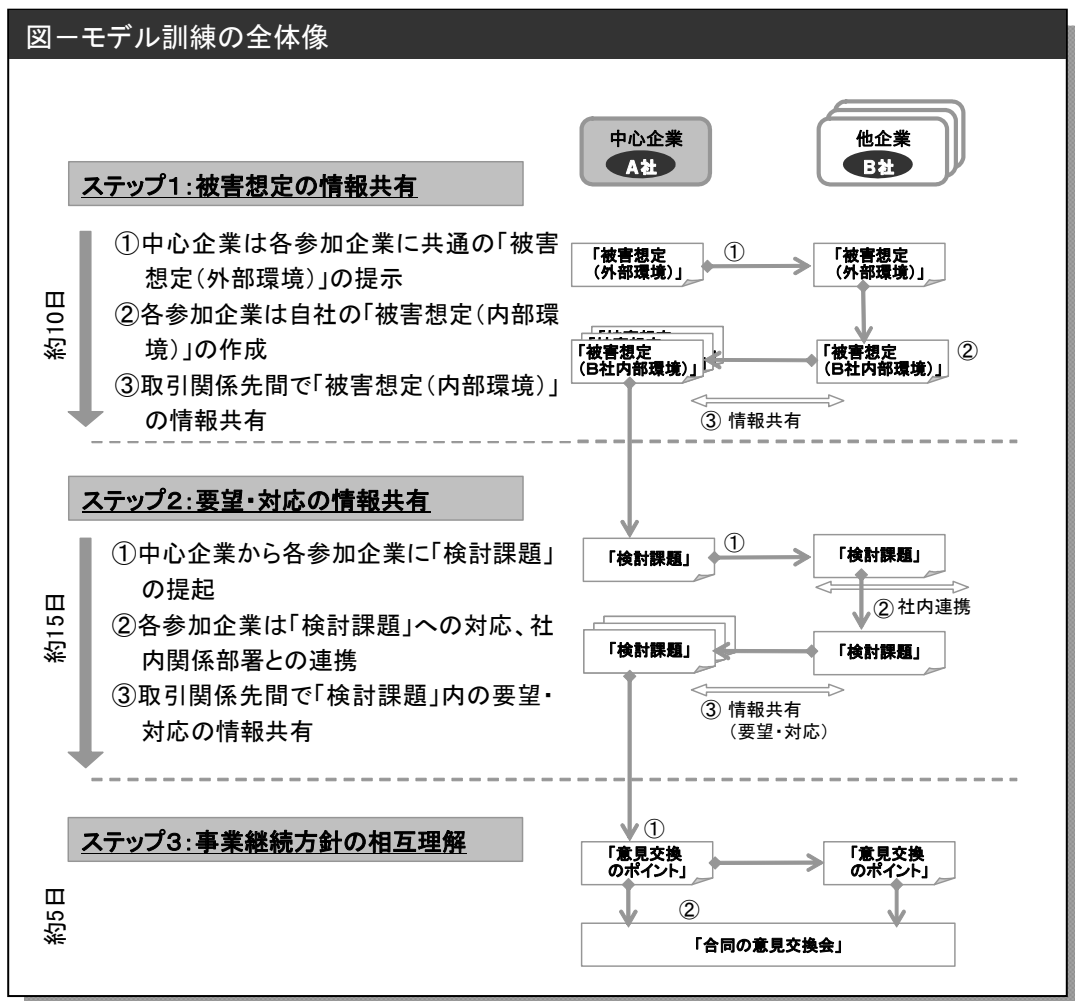 図－モデル訓練の全体像
中心企業
A社
他企業
B社
ステップ1：被害想定の情報共有
約10日
①中心企業は各参加企業に共通の「被害
想定（外部環境）」の提示
②各参加企業は自社の「被害想定（内部環
境）」の作成
③取引関係先間で「被害想定（内部環境）」
の情報共有
「被害想定
（外部環境）」
①
「被害想定
（外部環境）」
「被害想定
（B社内部環境）」
「被害想定
（B社内部環境）」
②
③ 情報共有
ステップ2：要望・対応の情報共有
約15日
①中心企業から各参加企業に「検討課題」
の提起
②各参加企業は「検討課題」への対応、社
内関係部署との連携
③取引関係先間で「検討課題」内の要望・
対応の情報共有
「検討課題」
①
「検討課題」
② 社内連携
「検討課題」
「検討課題」
③ 情報共有
（要望・対応）
ステップ3：事業継続方針の相互理解
約5日
①
「意見交換
のポイント」
「意見交換
のポイント」
②
「合同の意見交換会」